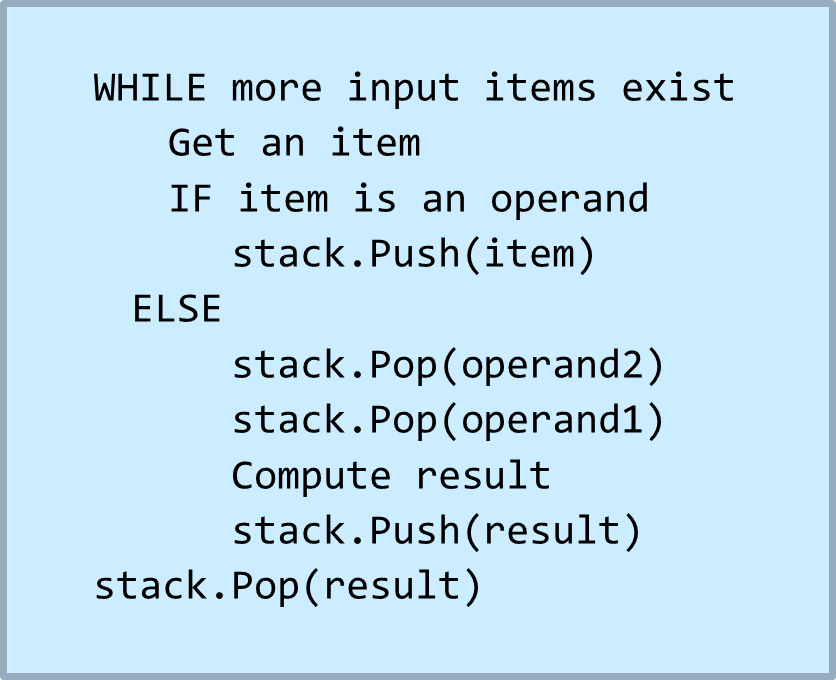 WHILE more input items exist
Get an item
IF item is an operand
stack.Push(item)
ELSE
stack.Pop(operand2)
stack.Pop(operand1)
Compute result
stack.Push(result)
stack.Pop(result)